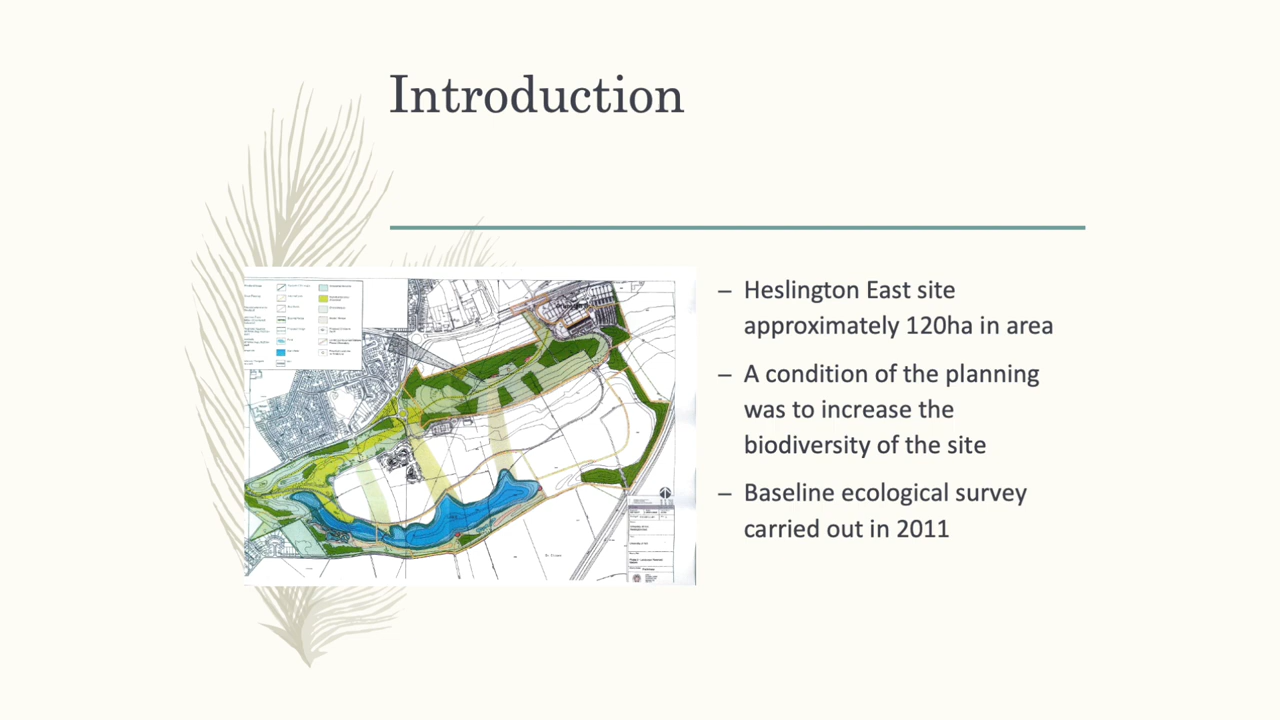 Introduction
– Heslington East site
approximately 120ha in area
– A condition of the planning
was to increase the
biodiversity of the site
– Baseline ecological survey
carried out in 2011